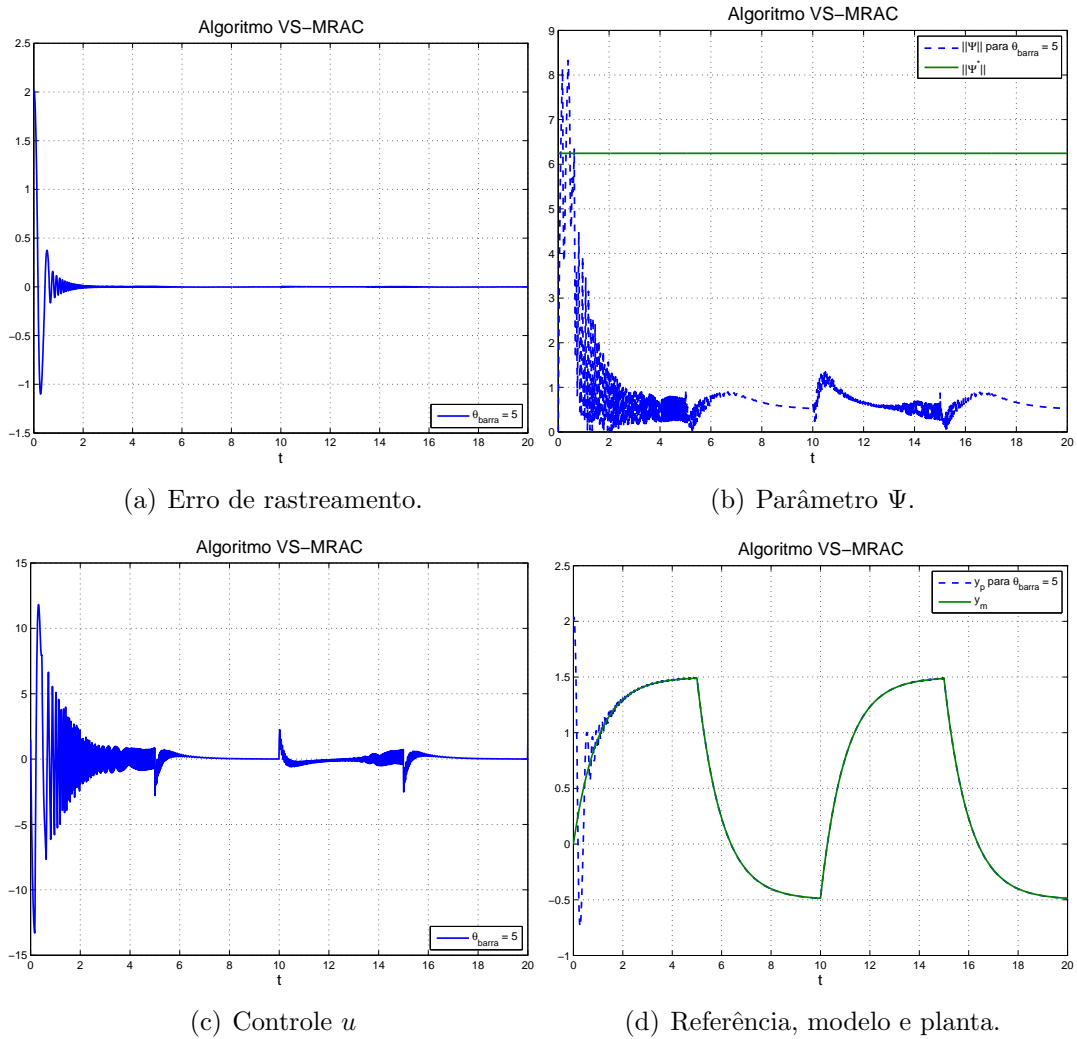 Algoritmo VS−MRAC
2.5
2
1.5
1
0.5
0
−0.5
−1
−1.5
0 2 4 6 8 10 12 14 16 18 20
t
θbarra = 5
(a) Erro de rastreamento.
Algoritmo VS−MRAC
9
8
7
6
5
4
3
2
1
0
0 2 4 6 8 10 12 14 16 18 20
t
||Ψ|| para θbarra = 5
||Ψ*||
(b) Parâmetro Ψ.
Algoritmo VS−MRAC
15
10
5
0
−5
−10
−15
0 2 4 6 8 10 12 14 16 18 20
t
θbarra = 5
(c) Controle u
Algoritmo VS−MRAC
2.5
2
1.5
1
0.5
0
−0.5
−1
0 2 4 6 8 10 12 14 16 18 20
t
yp para θbarra = 5
ym
(d) Referência, modelo e planta.